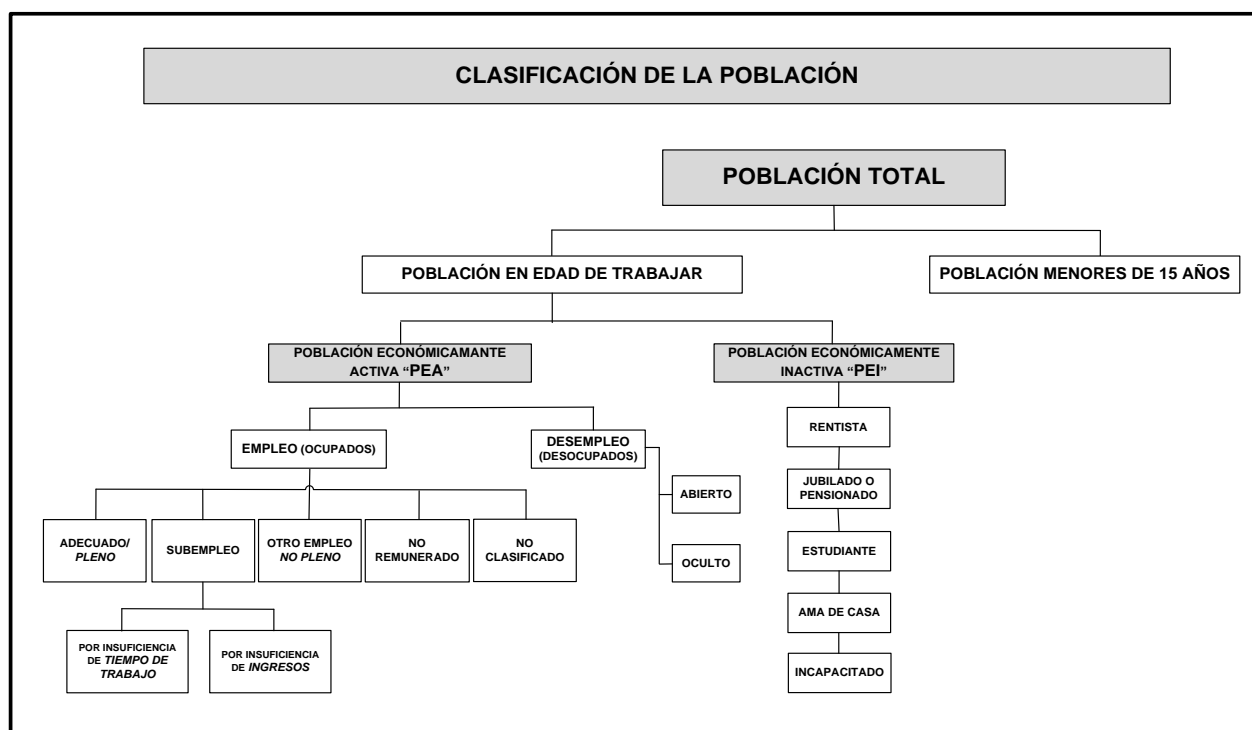 CLASIFICACIÓN DE LA POBLACIÓN
POBLACIÓN TOTAL
POBLACIÓN EN EDAD DE TRABAJAR
POBLACIÓN MENORES DE 15 AÑOS
POBLACIÓN ECONÓMICAMANTE
ACTIVA “PEA”
POBLACIÓN ECONÓMICAMENTE
INACTIVA “PEI”
EMPLEO (OCUPADOS)
DESEMPLEO
(DESOCUPADOS)
ABIERTO
OCULTO
ADECUADO/
PLENO
SUBEMPLEO
OTRO EMPLEO
NO PLENO
NO
REMUNERADO
NO
CLASIFICADO
POR INSUFICIENCIA
DE TIEMPO DE
TRABAJO
POR INSUFICIENCIA
DE INGRESOS
RENTISTA
JUBILADO O
PENSIONADO
ESTUDIANTE
AMA DE CASA
INCAPACITADO